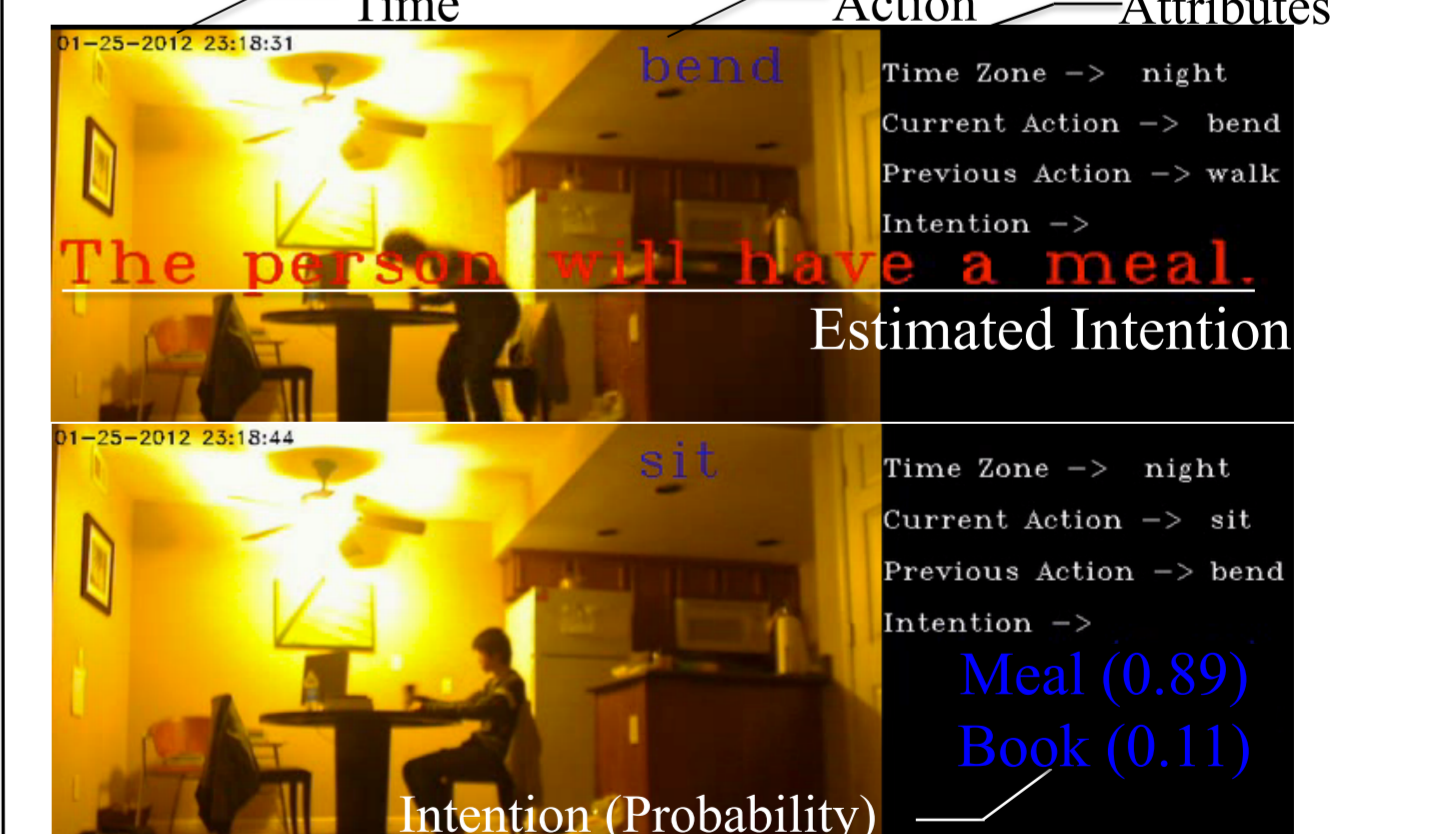 Time Action Attributes
01-25-2012 23:18:31
bend
Time Zone -> night
Current Action -> bend
Previous Action -> walk
Intention ->
The person will have a meal.
Estimated Intention
01-25-2012 23:18:44
sit
Time Zone -> night
Current Action -> sit
Previous Action -> bend
Intention ->
Meal (0.89)
Book (0.11)
Intention (Probability)